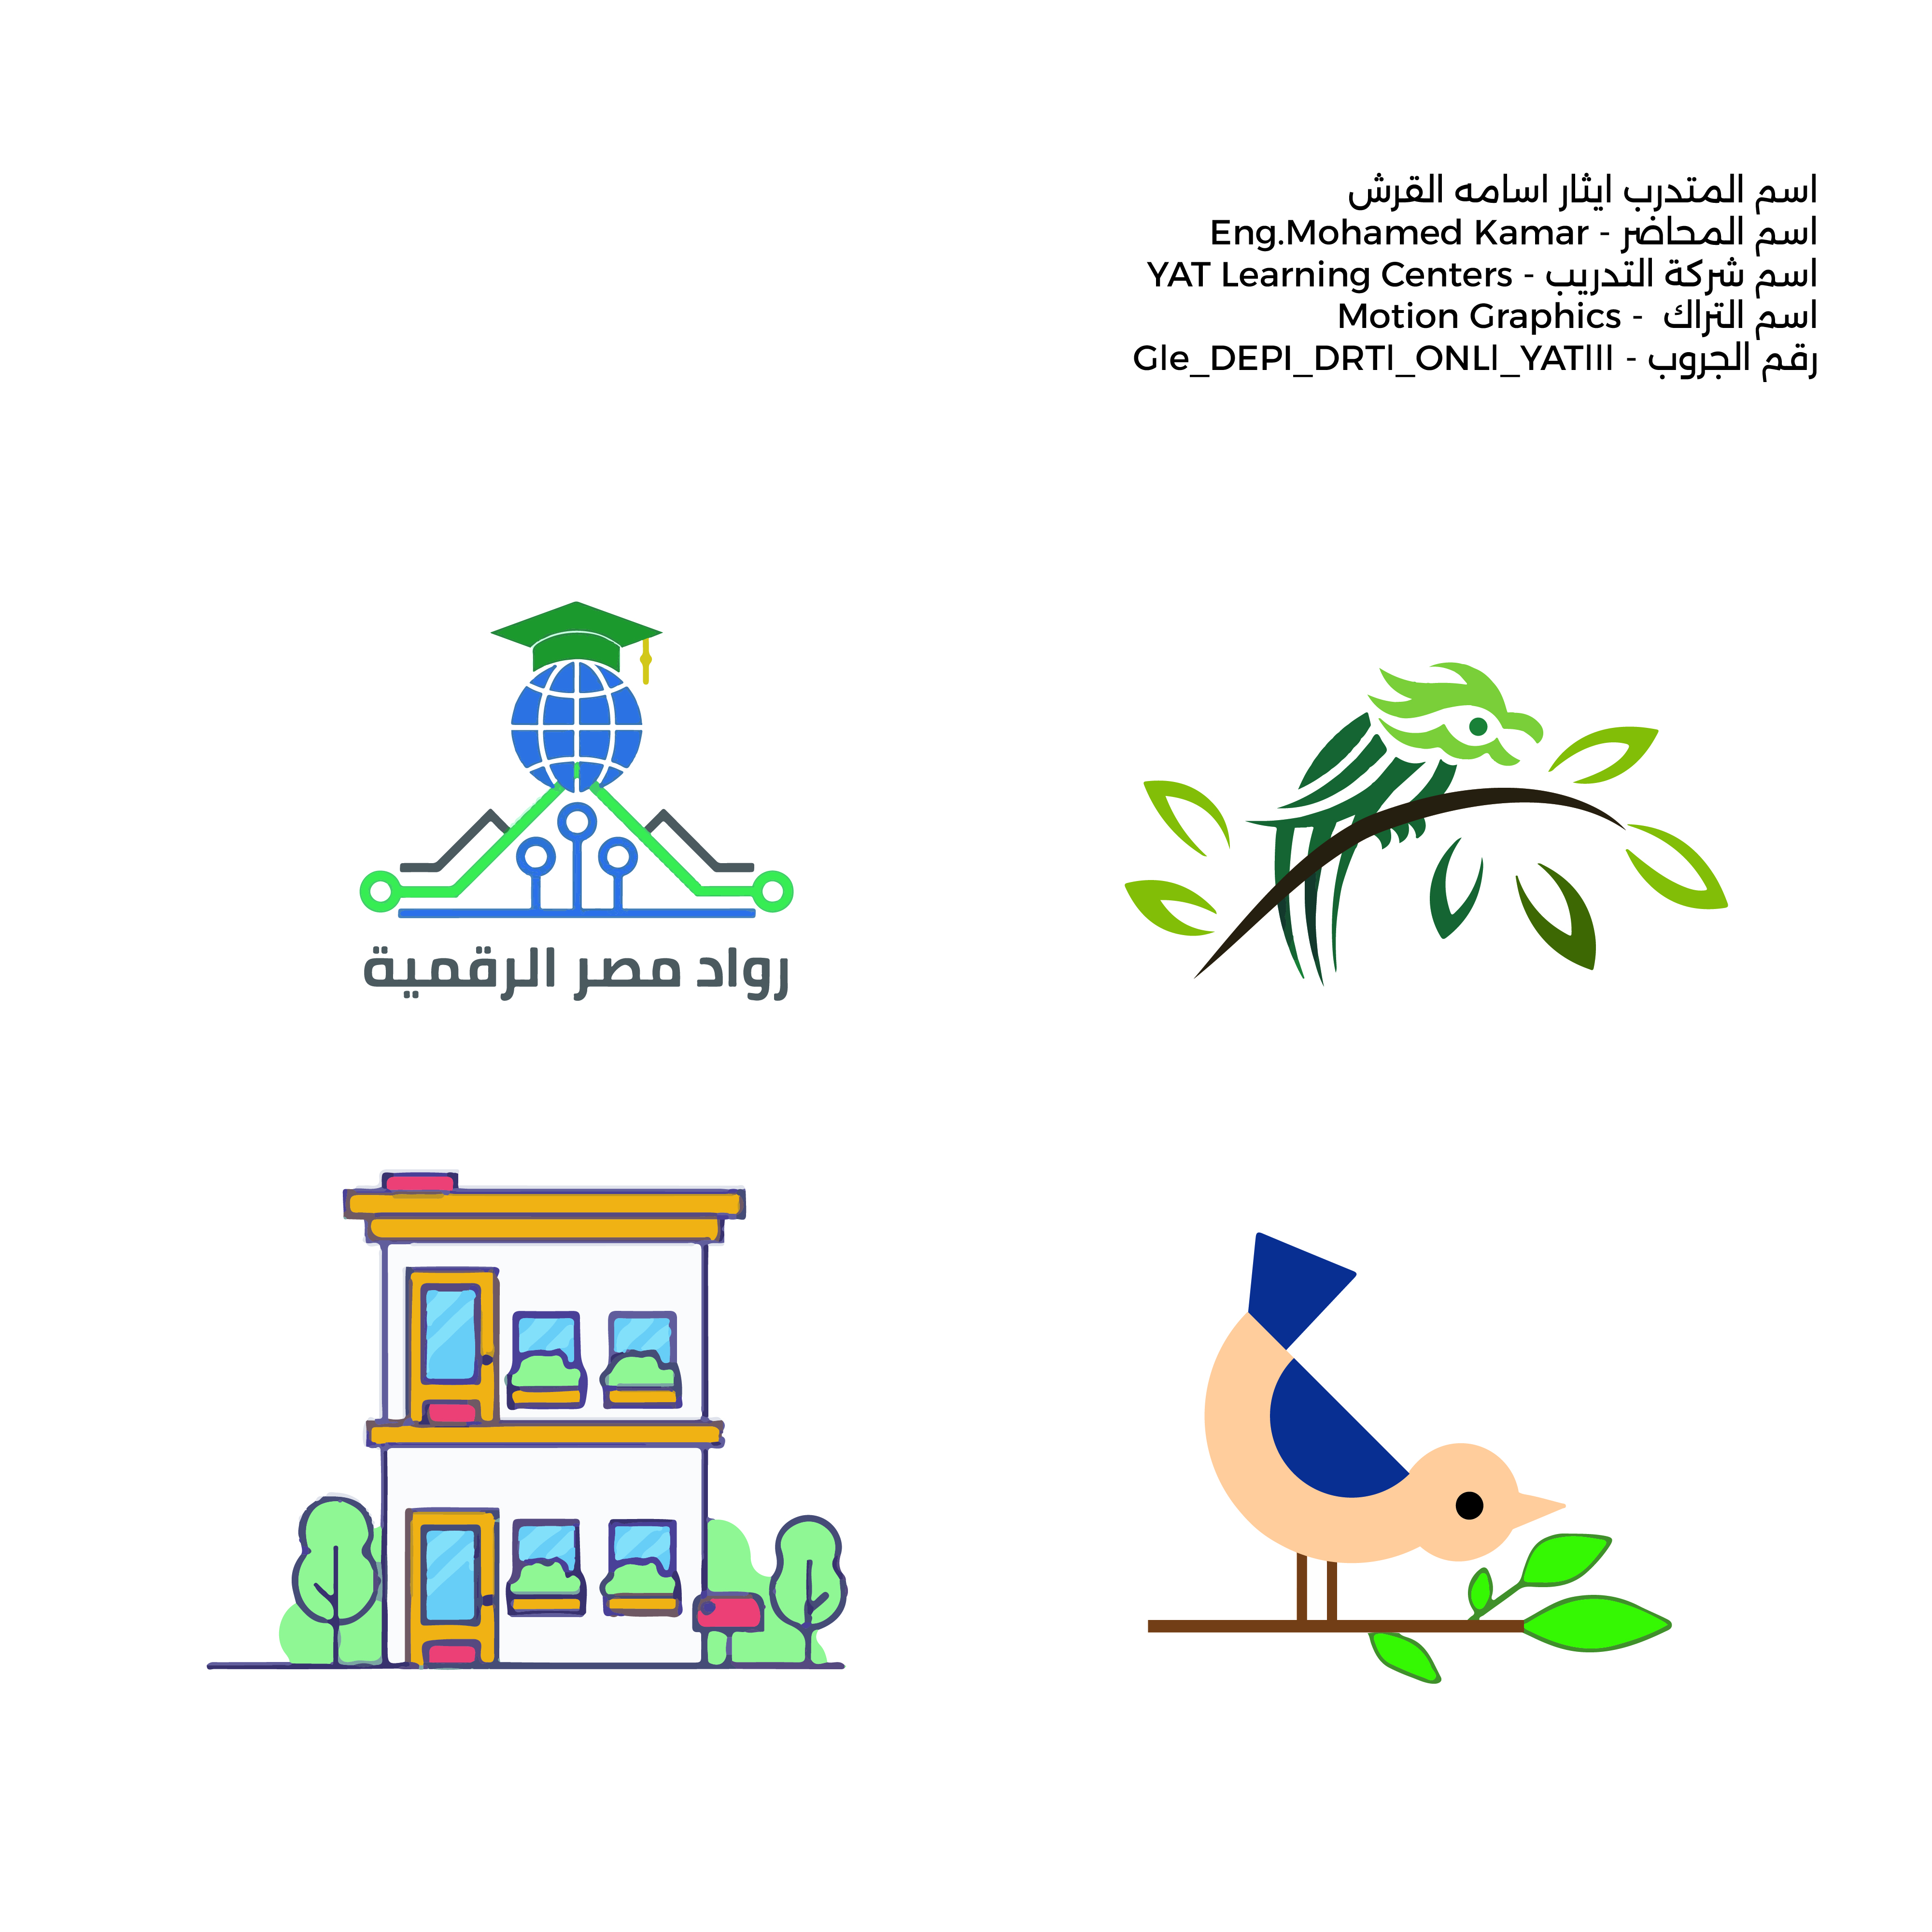 اسم المتدرب ايثار اسامه القرش
اسم المحاضر - Eng.Mohamed Kamar
اسم شركة التدريب - YAT Learning Centers
اسم التراك - Motion Graphics
رقم الجروب - Gle_DEPI_DRTl_ONLl_YATlll
رواد مصر الرقمية